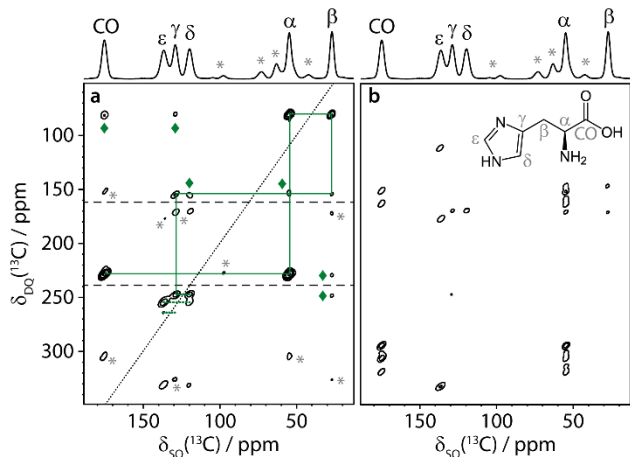 CO ε γ δ α β
* * * *
CO ε γ δ α β
* * * *
a
b
100
150
200
250
300
δDQ(¹³C) / ppm
* * * * * * * *
N
HN
ε
γ
δ
β
α
CO
O
OH
NH₂
150 100 50
δSQ(¹³C) / ppm
150 100 50
δSQ(¹³C) / ppm